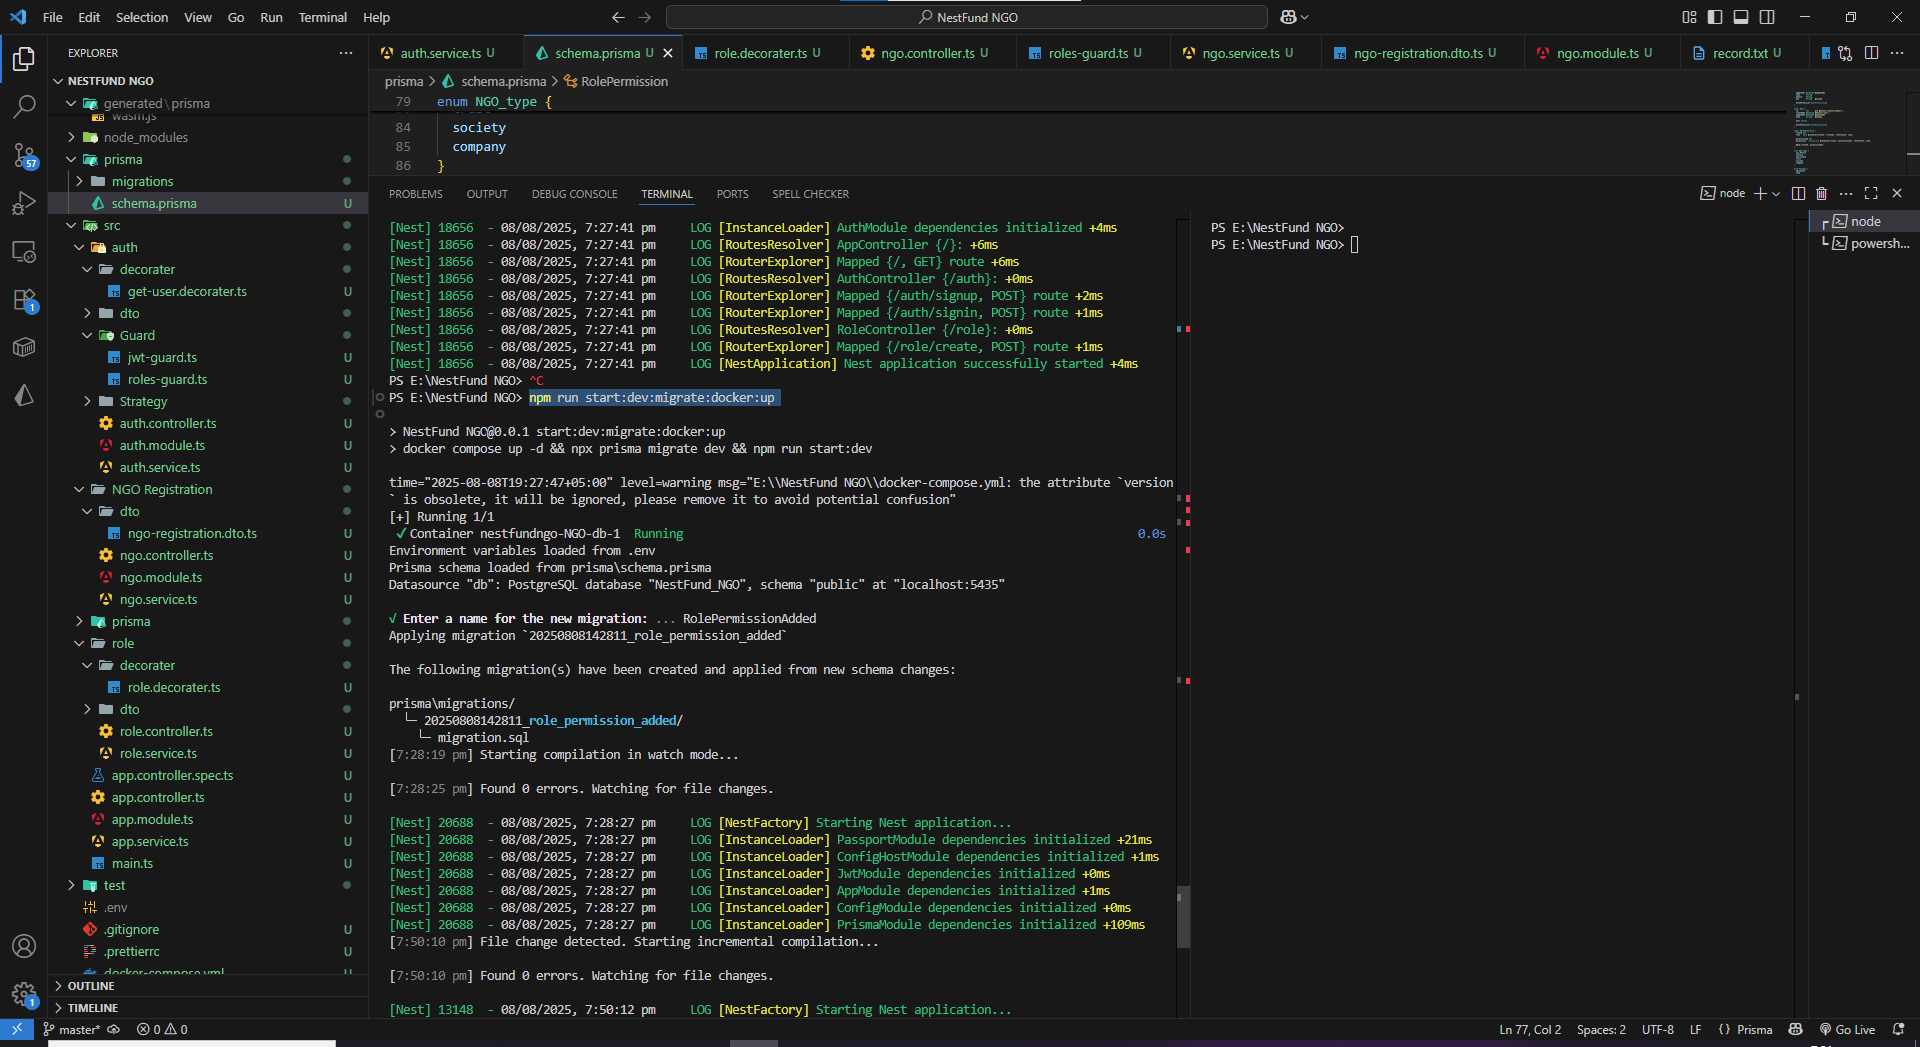 File Edit Selection View Go Run Terminal Help
NestFund NGO
EXPLORER
NESTFUND NGO
generated\prisma
wasm.js
node_modules
prisma
migrations
schema.prisma U
src
auth
decorater
get-user.decorater.ts U
dto
Guard
jwt-guard.ts U
roles-guard.ts U
Strategy
auth.controller.ts U
auth.module.ts U
auth.service.ts U
NGO Registration
dto
ngo-registration.dto.ts U
ngo.controller.ts U
ngo.module.ts U
ngo.service.ts U
prisma
role
decorater
role.decorater.ts U
dto
role.controller.ts U
role.service.ts U
app.controller.spec.ts U
app.controller.ts U
app.module.ts U
app.service.ts U
main.ts U
test
.env
.gitignore U
.prettierrc U
docker-compose.yml U
OUTLINE
TIMELINE
57
1
1
auth.service.ts U
schema.prisma U
role.decorater.ts U
ngo.controller.ts U
roles-guard.ts U
ngo.service.ts U
ngo-registration.dto.ts U
ngo.module.ts U
record.txt U
prisma > schema.prisma > RolePermission
79 enum NGO_type {
84 society
85 company
86 }
PROBLEMS OUTPUT DEBUG CONSOLE TERMINAL PORTS SPELL CHECKER
node
[Nest] 18656 - 08/08/2025, 7:27:41 pm LOG [InstanceLoader] AuthModule dependencies initialized +4ms
[Nest] 18656 - 08/08/2025, 7:27:41 pm LOG [RoutesResolver] AppController {/}: +6ms
[Nest] 18656 - 08/08/2025, 7:27:41 pm LOG [RouterExplorer] Mapped {/, GET} route +6ms
[Nest] 18656 - 08/08/2025, 7:27:41 pm LOG [RoutesResolver] AuthController {/auth}: +0ms
[Nest] 18656 - 08/08/2025, 7:27:41 pm LOG [RouterExplorer] Mapped {/auth/signup, POST} route +2ms
[Nest] 18656 - 08/08/2025, 7:27:41 pm LOG [RouterExplorer] Mapped {/auth/signin, POST} route +1ms
[Nest] 18656 - 08/08/2025, 7:27:41 pm LOG [RoutesResolver] RoleController {/role}: +0ms
[Nest] 18656 - 08/08/2025, 7:27:41 pm LOG [RouterExplorer] Mapped {/role/create, POST} route +1ms
[Nest] 18656 - 08/08/2025, 7:27:41 pm LOG [NestApplication] Nest application successfully started +4ms
PS E:\NestFund NGO> ^C
PS E:\NestFund NGO> npm run start:dev:migrate:docker:up
> NestFund NGO@0.0.1 start:dev:migrate:docker:up
> docker compose up -d && npx prisma migrate dev && npm run start:dev
time="2025-08-08T19:27:47+05:00" level=warning msg="E:\\NestFund NGO\\docker-compose.yml: the attribute `version
` is obsolete, it will be ignored, please remove it to avoid potential confusion"
[+] Running 1/1
✓Container nestfundngo-NGO-db-1 Running 0.0s
Environment variables loaded from .env
Prisma schema loaded from prisma\schema.prisma
Datasource "db": PostgreSQL database "NestFund_NGO", schema "public" at "localhost:5435"
√ Enter a name for the new migration: ... RolePermissionAdded
Applying migration `20250808142811_role_permission_added`
The following migration(s) have been created and applied from new schema changes:
prisma\migrations/
└─ 20250808142811_role_permission_added/
└─ migration.sql
[7:28:19 pm] Starting compilation in watch mode...
[7:28:25 pm] Found 0 errors. Watching for file changes.
[Nest] 20688 - 08/08/2025, 7:28:27 pm LOG [NestFactory] Starting Nest application...
[Nest] 20688 - 08/08/2025, 7:28:27 pm LOG [InstanceLoader] PassportModule dependencies initialized +21ms
[Nest] 20688 - 08/08/2025, 7:28:27 pm LOG [InstanceLoader] ConfigHostModule dependencies initialized +1ms
[Nest] 20688 - 08/08/2025, 7:28:27 pm LOG [InstanceLoader] JwtModule dependencies initialized +0ms
[Nest] 20688 - 08/08/2025, 7:28:27 pm LOG [InstanceLoader] AppModule dependencies initialized +1ms
[Nest] 20688 - 08/08/2025, 7:28:27 pm LOG [InstanceLoader] ConfigModule dependencies initialized +0ms
[Nest] 20688 - 08/08/2025, 7:28:27 pm LOG [InstanceLoader] PrismaModule dependencies initialized +109ms
[7:50:10 pm] File change detected. Starting incremental compilation...
[7:50:10 pm] Found 0 errors. Watching for file changes.
[Nest] 13148 - 08/08/2025, 7:50:12 pm LOG [NestFactory] Starting Nest application...
PS E:\NestFund NGO>
PS E:\NestFund NGO>
node
powersh...
master* 0 0
Ln 77, Col 2 Spaces: 2 UTF-8 LF {} Prisma Go Live